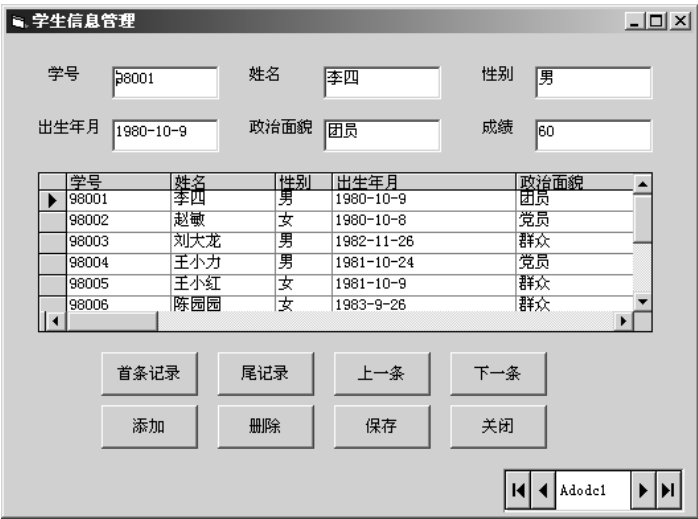 学生信息管理
学号 98001 姓名 李四 性别 男
出生年月 1980-10-9 政治面貌 团员 成绩 60
学号 姓名 性别 出生年月 政治面貌
98001 李四 男 1980-10-9 团员
98002 赵敏 女 1980-10-8 党员
98003 刘大龙 男 1982-11-26 群众
98004 王小力 男 1981-10-24 党员
98005 王小红 女 1981-10-9 群众
98006 陈园园 女 1983-9-26 群众
首条记录 尾记录 上一条 下一条
添加 删除 保存 关闭
Adodc1